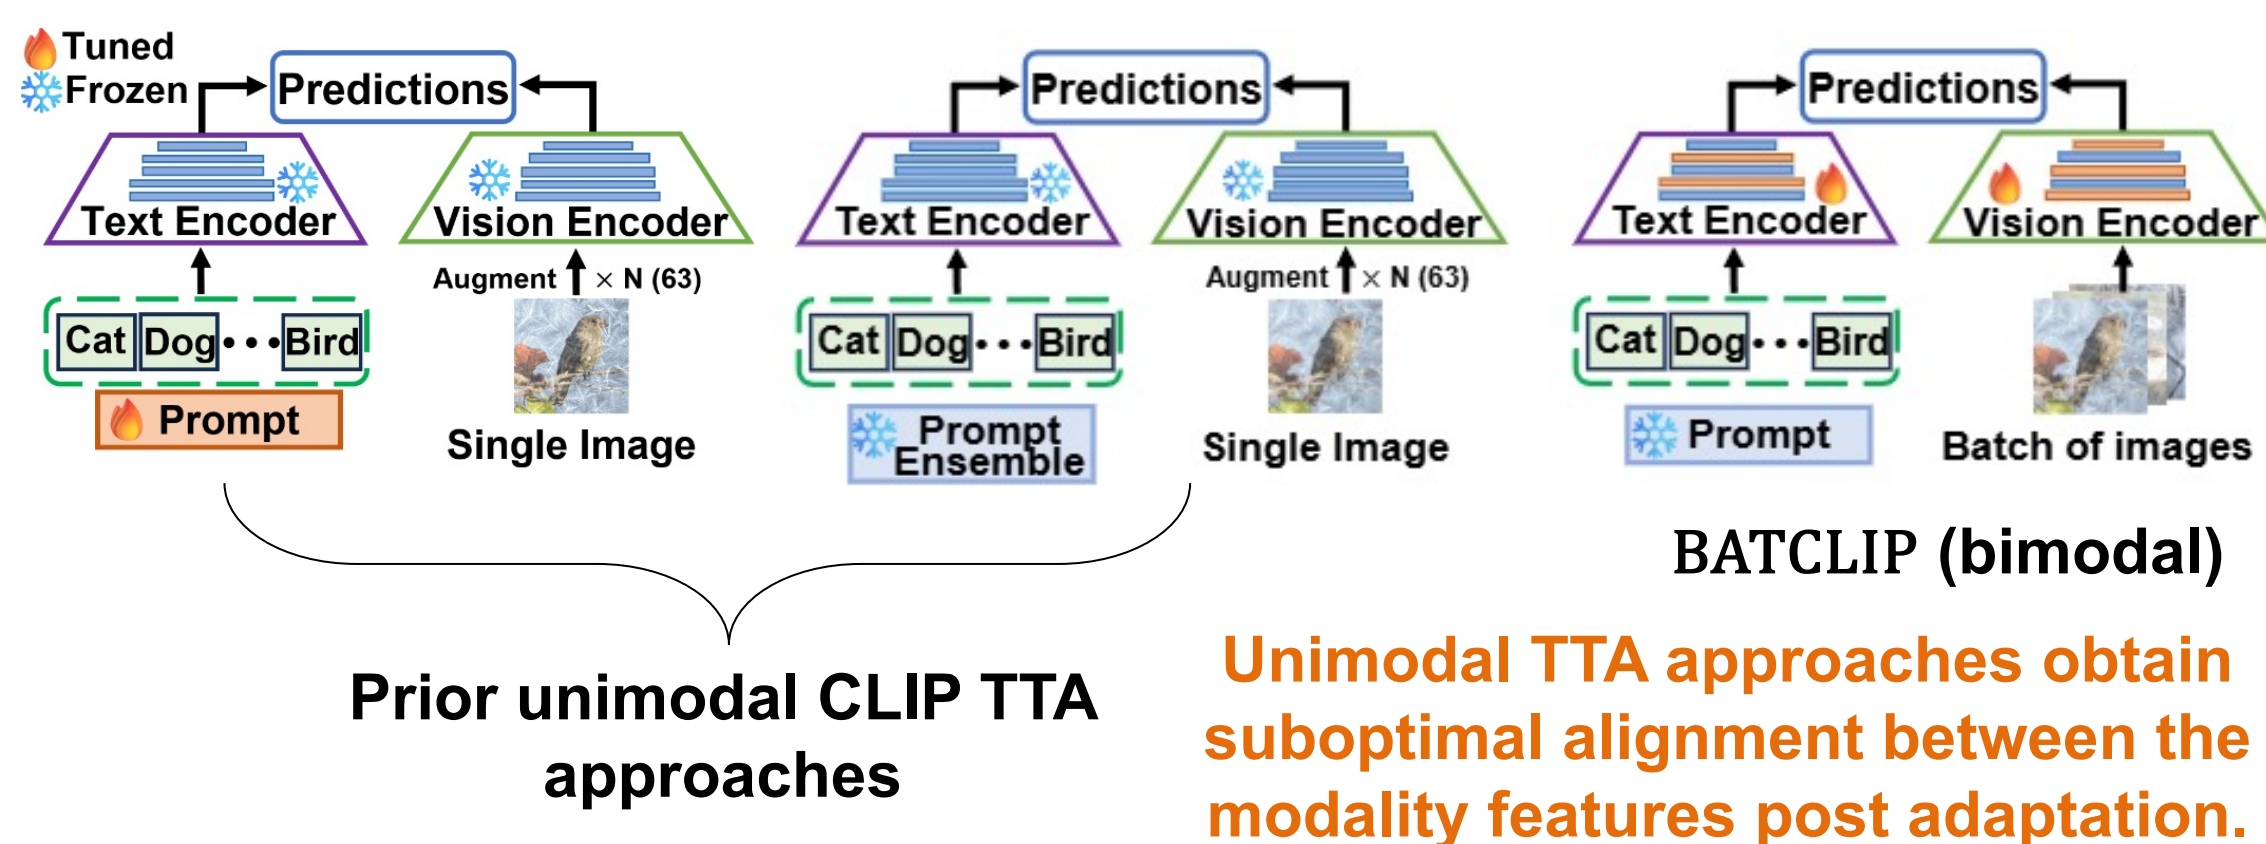 Tuned
Frozen
Predictions
Text Encoder
Vision Encoder
Augment × N (63)
Cat Dog ••• Bird
Prompt
Single Image
Predictions
Text Encoder
Vision Encoder
Augment × N (63)
Cat Dog ••• Bird
Prompt
Ensemble
Single Image
Predictions
Text Encoder
Vision Encoder
Cat Dog ••• Bird
Prompt
Batch of images
Prior unimodal CLIP TTA
approaches
BATCLIP (bimodal)
Unimodal TTA approaches obtain
suboptimal alignment between the
modality features post adaptation.